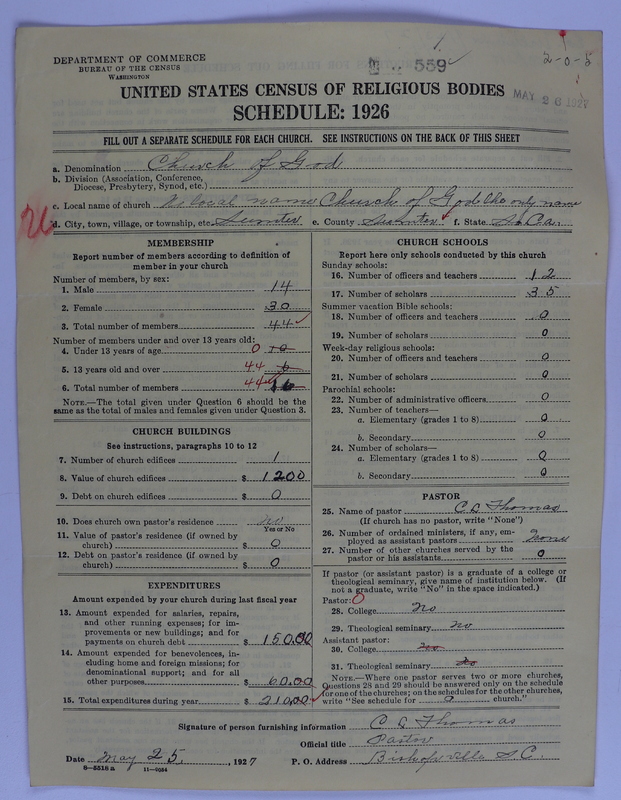 559
2-0-5
DEPARTMENT OF COMMERCE
BUREAU OF THE CENSUS
WASHINGTON
UNITED STATES CENSUS OF RELIGIOUS BODIES
MAY 26 1927
SCHEDULE: 1926
FILL OUT A SEPARATE SCHEDULE FOR EACH CHURCH. SEE INSTRUCTIONS ON THE BACK OF THIS SHEET
a. Denomination Church of God
b. Division (Association, Conference, Diocese, Presbytery, Synod, etc.)
c. Local name of church No local name Church of God the only name
d. City, town, village, or township, etc. Sumter e. County Sumter f. State So. Ca.
MEMBERSHIP
Report number of members according to definition of
member in your church
Number of members, by sex:
1. Male 14
2. Female 30
3. Total number of members 44
Number of members under and over 13 years old:
4. Under 13 years of age 0 10
5. 13 years old and over 44 6
6. Total number of members 44 16
NOTE.—The total given under Question 6 should be
same as the total of males and females given under Question 3.
CHURCH BUILDINGS
See instructions, paragraphs 10 to 12
7. Number of church edifices 1
8. Value of church edifices $ 1200
9. Debt on church edifices $ 0
10. Does church own pastor's residence no
Yes or No
11. Value of pastor's residence (if owned by
church) $ 0
12. Debt on pastor's residence (if owned by
church) $ 0
EXPENDITURES
Amount expended by your church during last fiscal year
13. Amount expended for salaries, repairs,
and other running expenses; for im-
provements or new buildings; and for
payments on church debt $ 150.00
14. Amount expended for benevolences, in-
cluding home and foreign missions; for
denominational support; and for all
other purposes $ 60.00
15. Total expenditures during year $ 210.00
CHURCH SCHOOLS
Report here only schools conducted by this church
Sunday schools:
16. Number of officers and teachers 12
17. Number of scholars 35
Summer vacation Bible schools:
18. Number of officers and teachers 0
19. Number of scholars 0
Week-day religious schools:
20. Number of officers and teachers 0
21. Number of scholars 0
Parochial schools:
22. Number of administrative officers 0
23. Number of teachers—
a. Elementary (grades 1 to 8) 0
b. Secondary 0
24. Number of scholars—
a. Elementary (grades 1 to 8) 0
b. Secondary 0
PASTOR
25. Name of pastor C L Thomas
(If church has no pastor, write "None")
26. Number of ordained ministers, if any, em-
ployed as assistant pastors None
27. Number of other churches served by the
pastor or his assistants 0
If pastor (or assistant pastor) is a graduate of a college or
theological seminary, give name of institution below. (If
not a graduate, write "No" in the space indicated.)
Pastor: 0
28. College No
29. Theological seminary No
Assistant pastor:
30. College No
31. Theological seminary No
NOTE.—Where one pastor serves two or more churches,
Questions 28 and 29 should be answered only on the schedule
for one of the churches; on the schedules for the other churches,
write "See schedule for 0 church."
Signature of person furnishing information C L Thomas
Official title Pastor
Date May 25, 1927 P. O. Address Bishopville S.C.
8—5518 a 11—9034